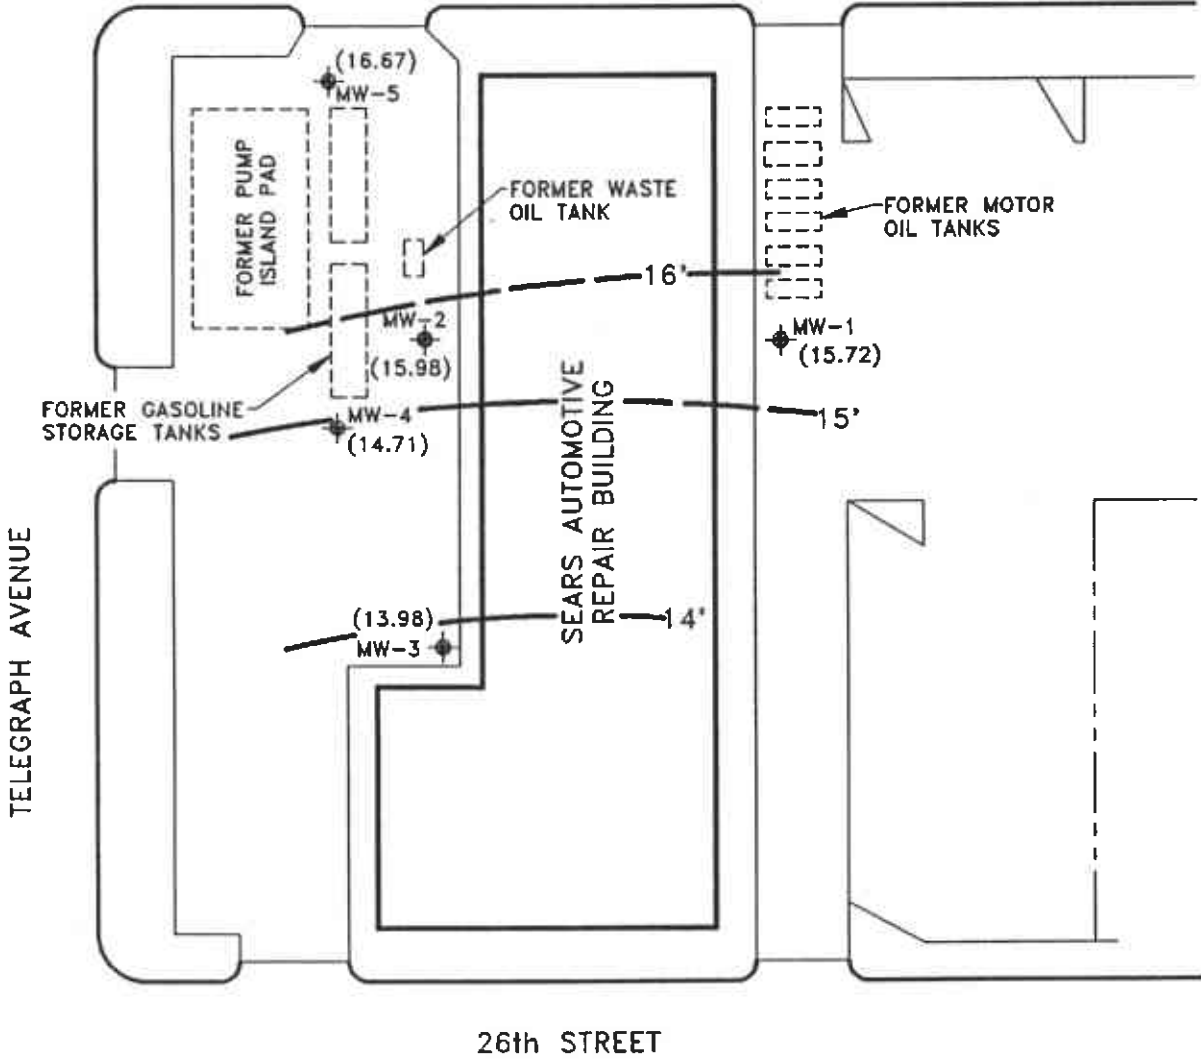 (16.67)
MW-5
FORMER PUMP
ISLAND PAD
FORMER WASTE
OIL TANK
FORMER MOTOR
OIL TANKS
16'
MW-2
(15.98)
MW-1
(15.72)
FORMER GASOLINE
STORAGE TANKS
MW-4
(14.71)
15'
SEARS AUTOMOTIVE
REPAIR BUILDING
(13.98)
MW-3
14'
TELEGRAPH AVENUE
26th STREET